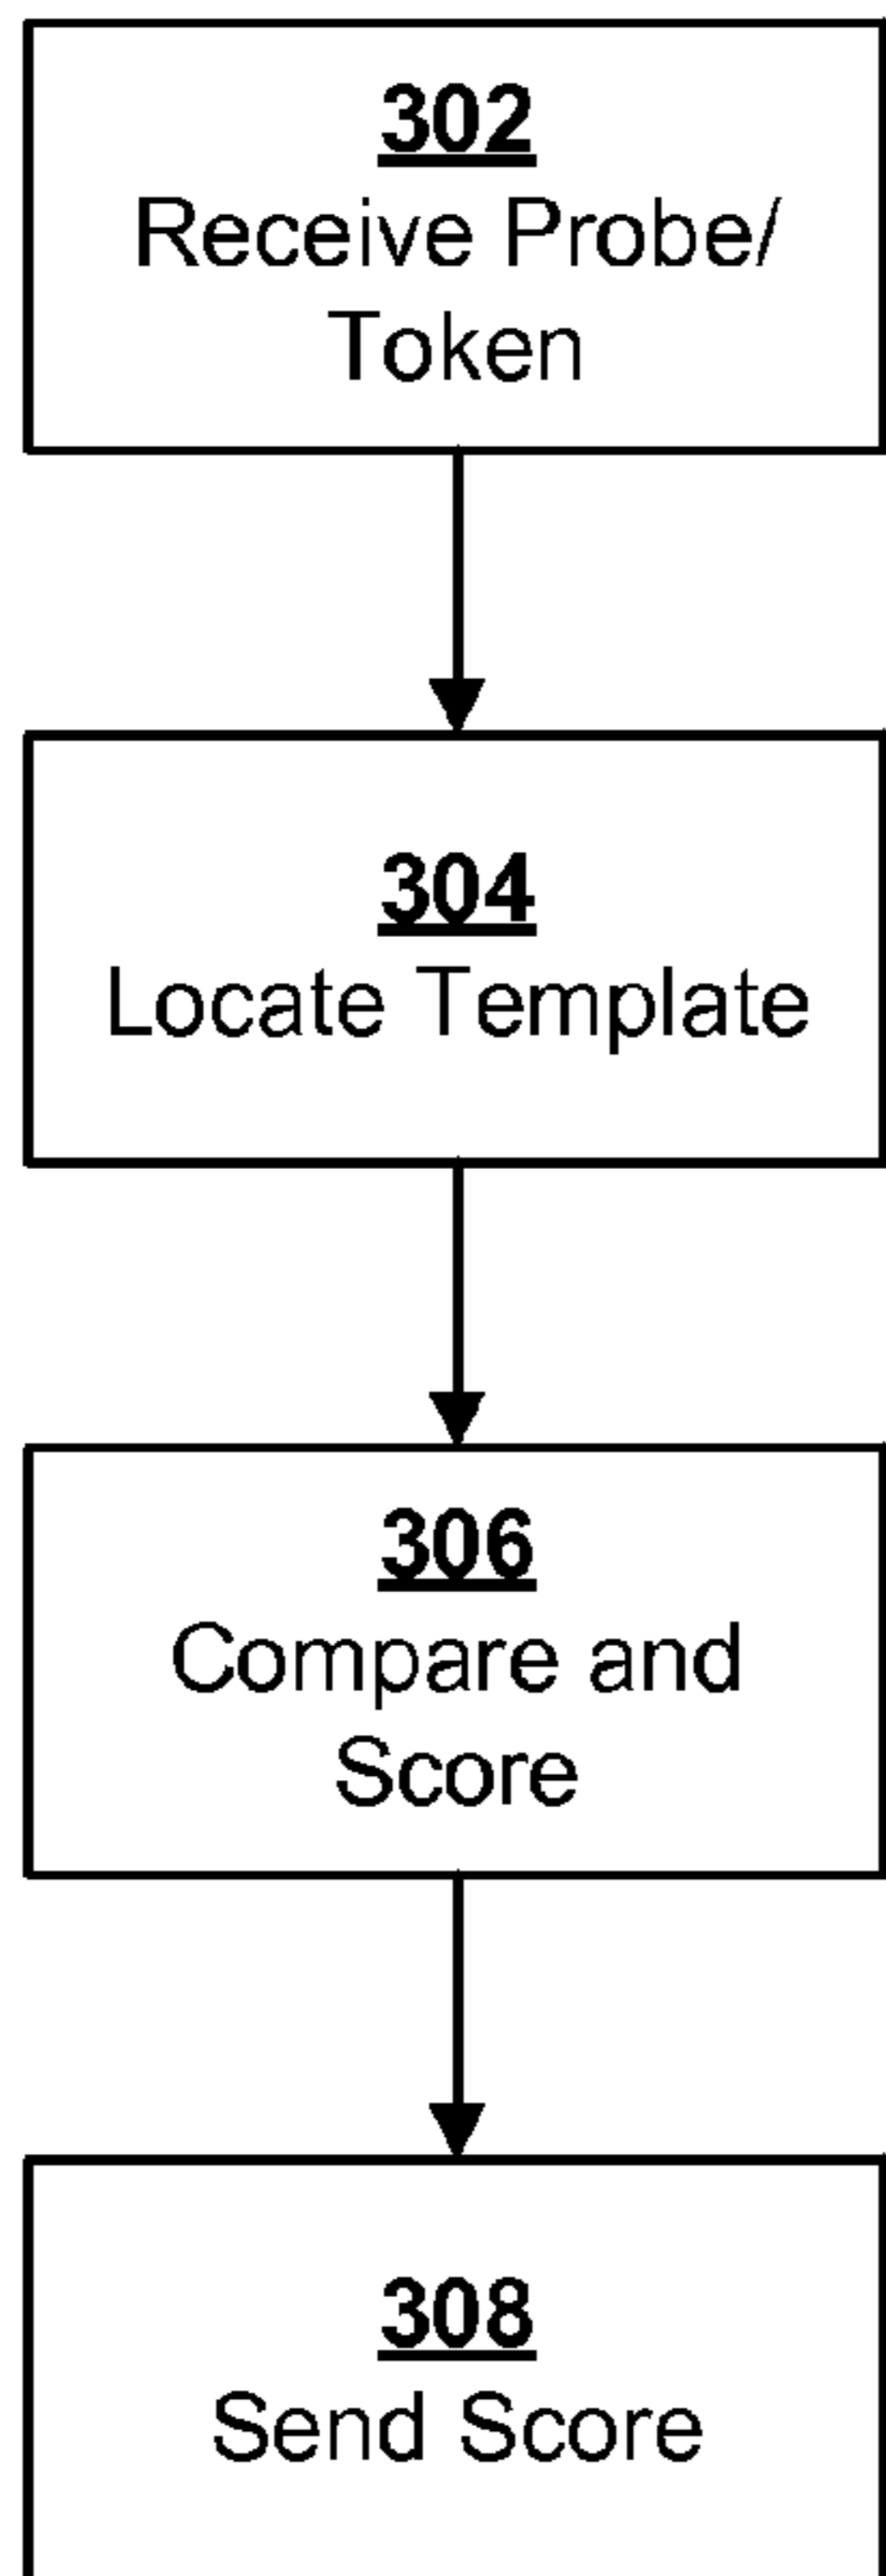 302
Receive Probe/
Token
304
Locate Template
306
Compare and
Score
308
Send Score